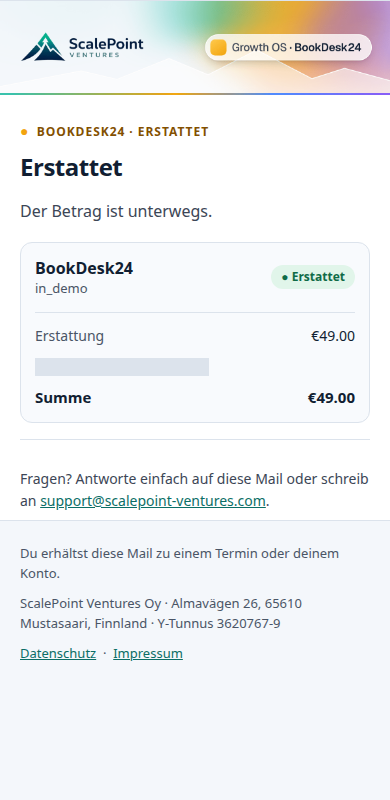 ScalePoint
VENTURES
Growth OS · BookDesk24
BOOKDESK24 · ERSTATTET
Erstattet
Der Betrag ist unterwegs.
BookDesk24
in_demo
● Erstattet
Erstattung €49.00
Summe €49.00
Fragen? Antworte einfach auf diese Mail oder schreib
an support@scalepoint-ventures.com.
Du erhältst diese Mail zu einem Termin oder deinem
Konto.
ScalePoint Ventures Oy · Almavägen 26, 65610
Mustasaari, Finnland · Y-Tunnus 3620767-9
Datenschutz · Impressum